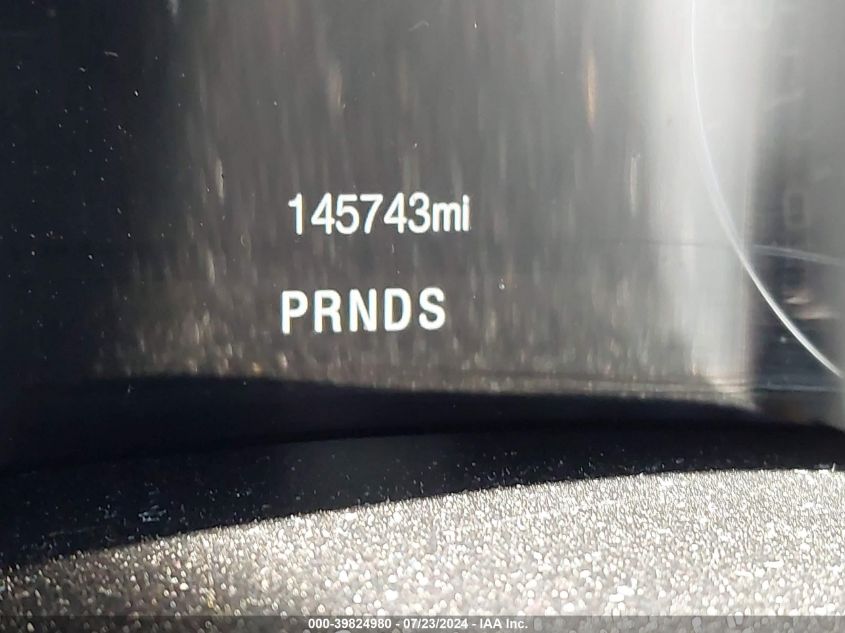 145743mi
PRNDS
000-39824980 - 07/23/2024 - IAA Inc.